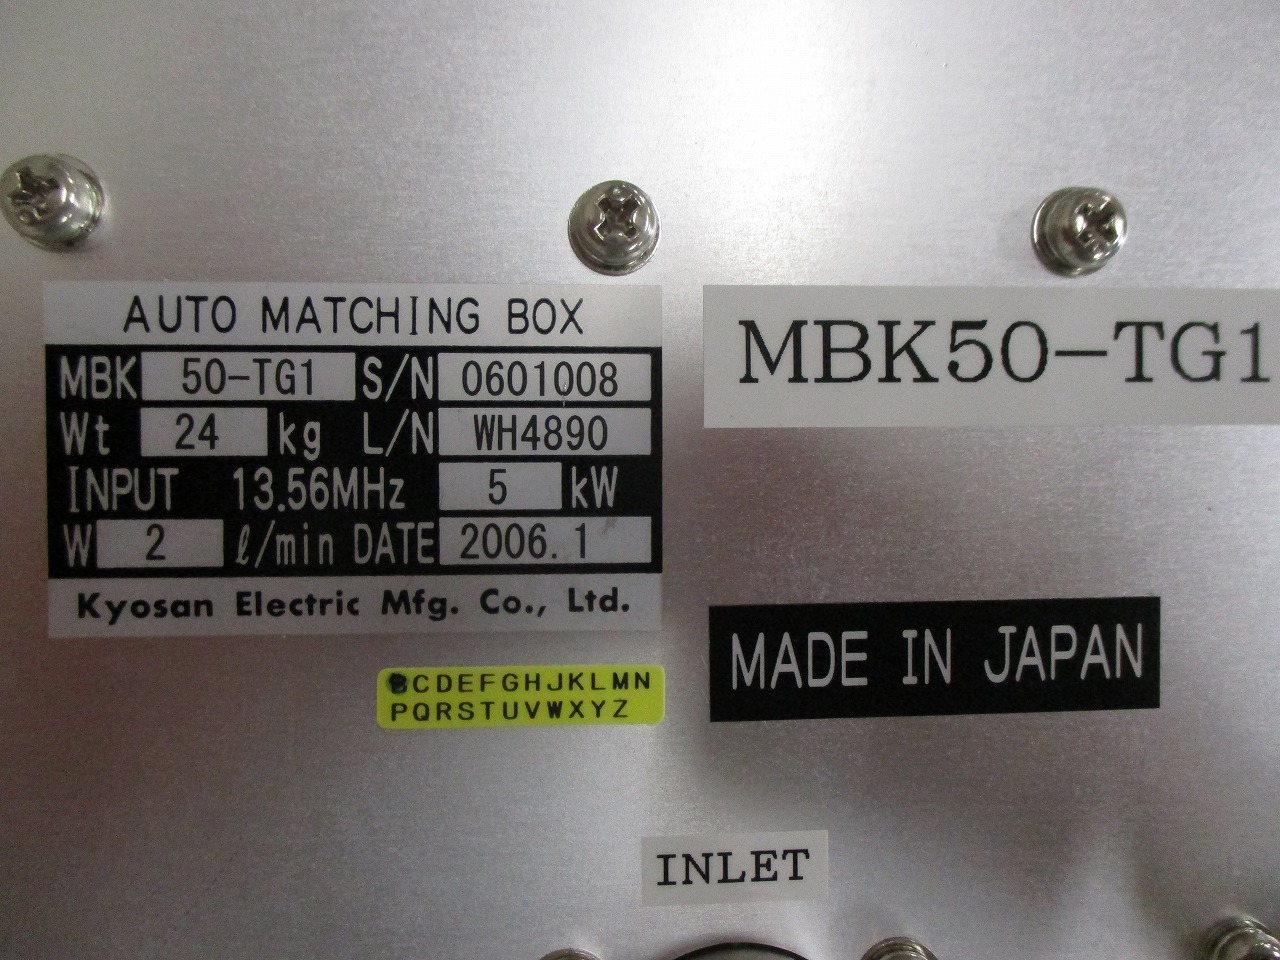 AUTO MATCHING BOX
MBK 50-TG1 S/N 0601008
Wt 24 kg L/N WH4890
INPUT 13.56MHz 5 kW
W 2 ℓ/min DATE 2006. 1
Kyosan Electric Mfg. Co., Ltd.
MBK50-TG1
MADE IN JAPAN
BCDEFGHJKLMN
PQRSTUVWXYZ
INLET